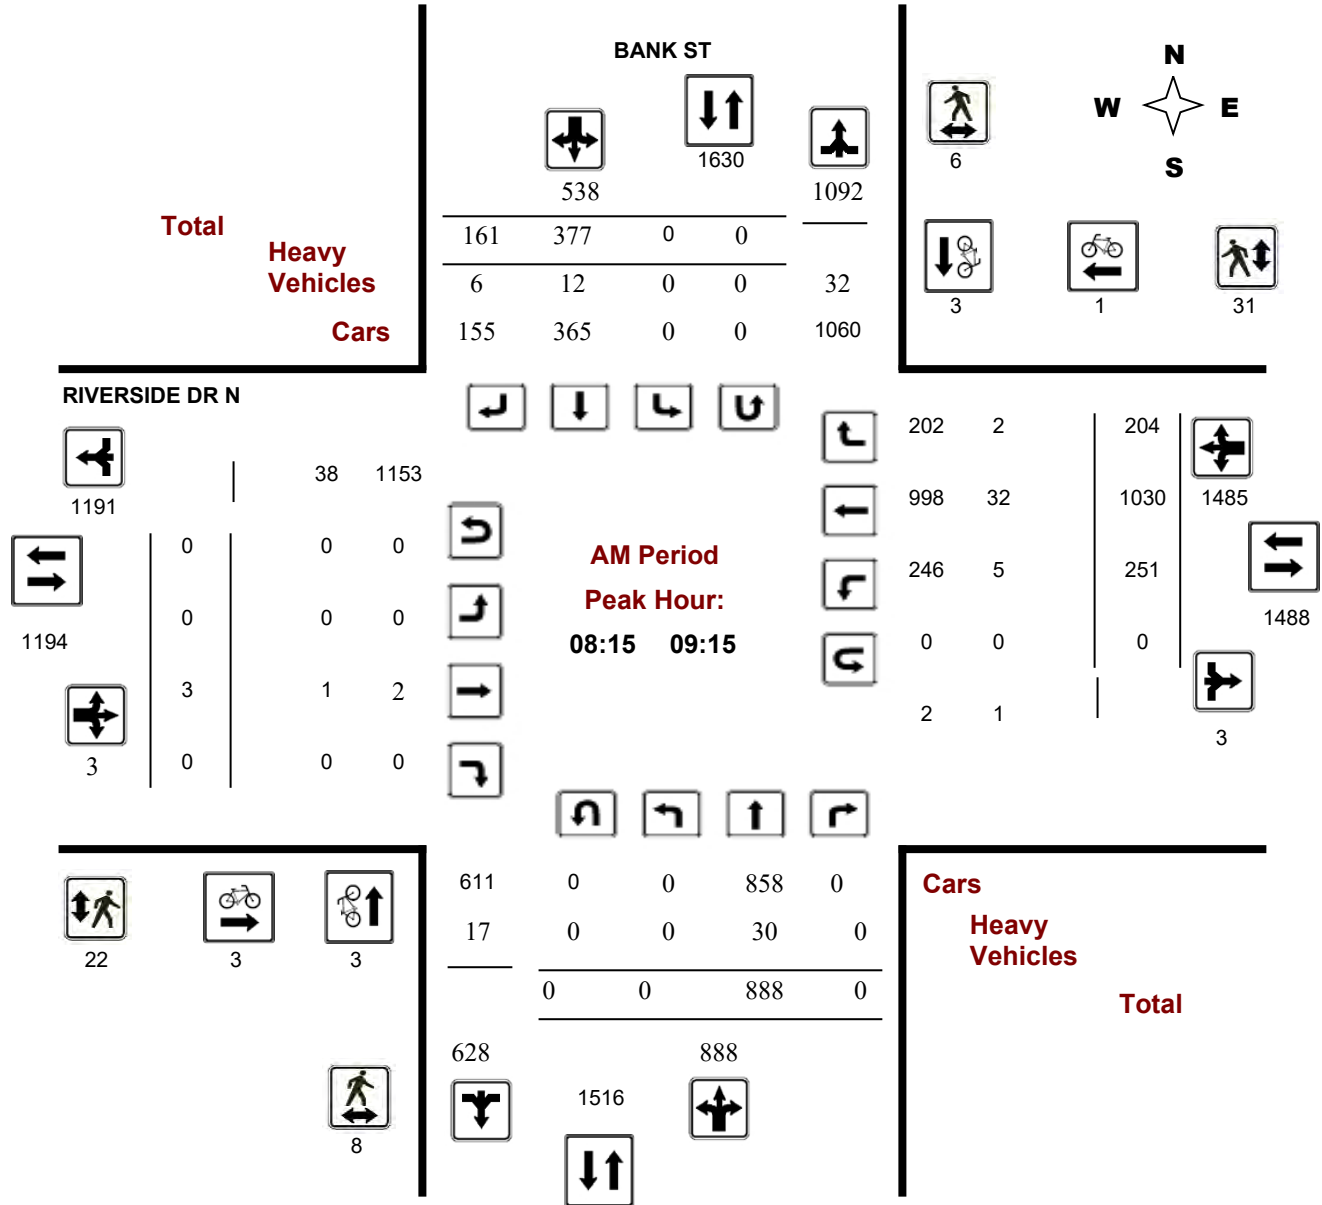 BANK ST
N
W E
S
1630
6
538 1092
Total 161 377 0 0
Heavy
Vehicles 6 12 0 0 32
Cars 155 365 0 0 1060
3 1 31
RIVERSIDE DR N
202 2 204
38 1153
1191
998 32 1030 1485
0 0 0
AM Period
246 5 251
Peak Hour:
0 0 0
1194
08:15 09:15
0 0 0
1488
3 1 2
2 1
3
3 0 0 0
611 0 0 858 0
Cars
17 0 0 30 0
Heavy
Vehicles
22 3 3
0 0 888 0
Total
628 888
1516
8